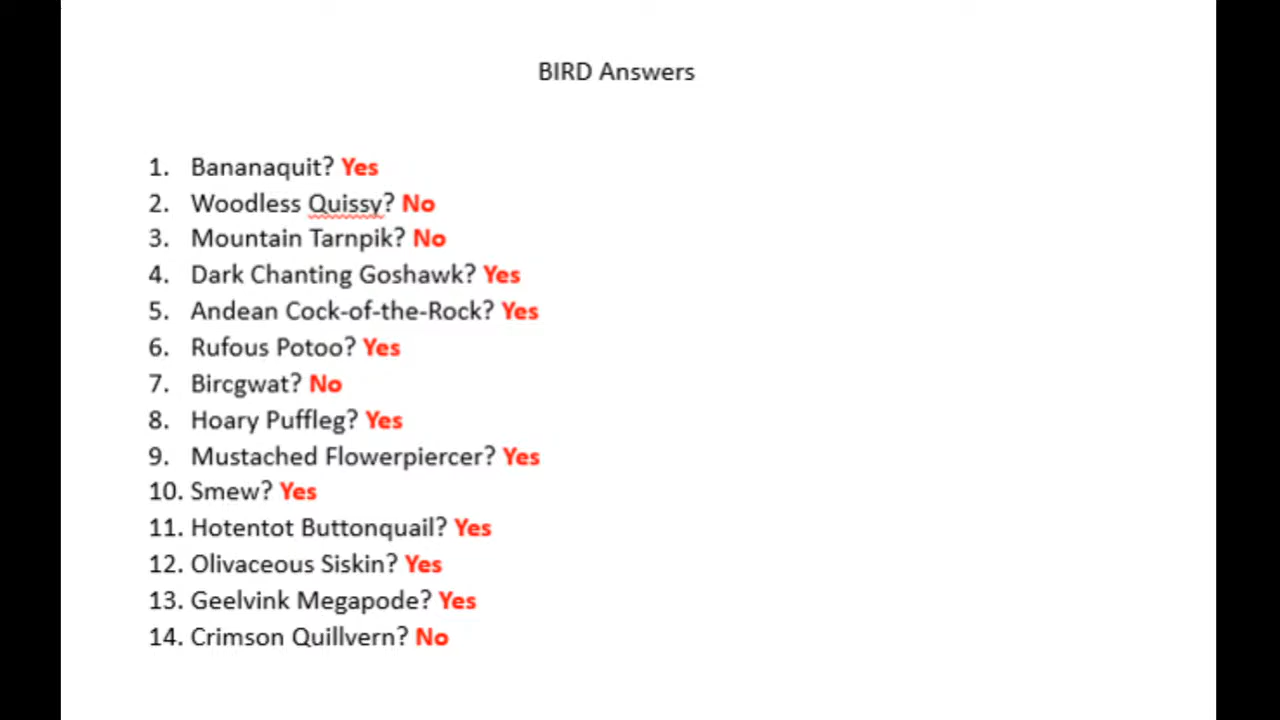 BIRD Answers
1. Bananaquit? Yes
2. Woodless Quissy? No
3. Mountain Tarnpik? No
4. Dark Chanting Goshawk? Yes
5. Andean Cock-of-the-Rock? Yes
6. Rufous Potoo? Yes
7. Bircgwat? No
8. Hoary Puffleg? Yes
9. Mustached Flowerpiercer? Yes
10. Smew? Yes
11. Hotentot Buttonquail? Yes
12. Olivaceous Siskin? Yes
13. Geelvink Megapode? Yes
14. Crimson Quillvern? No